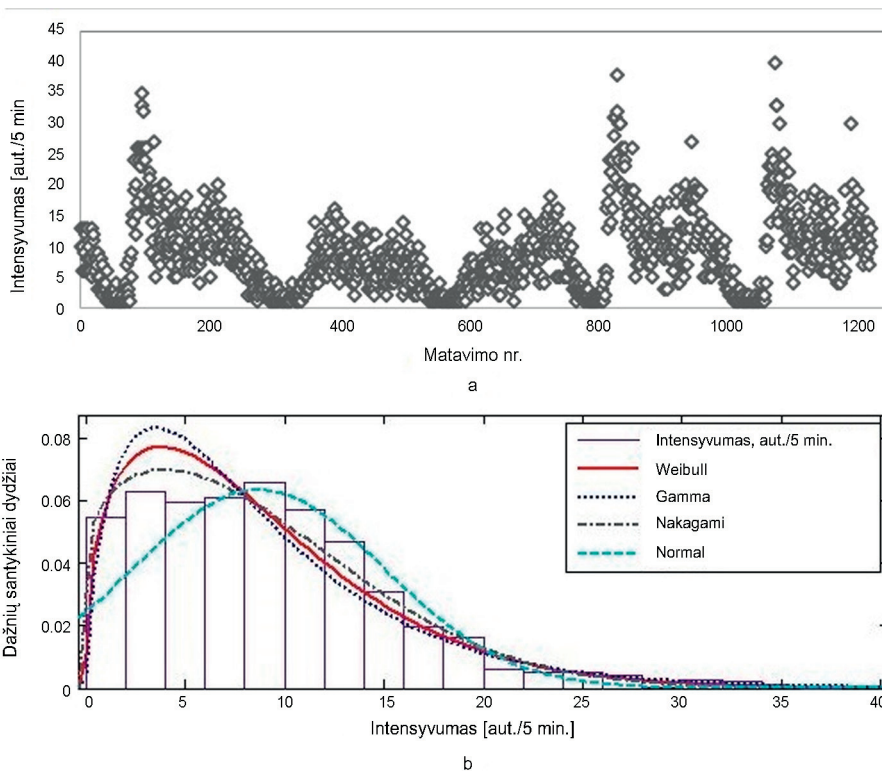 45
40
35
30
25
20
15
10
5
0
Intensyvumas [aut./5 min
0 200 400 600 800 1000 1200
Matavimo nr.
a
0.08
0.06
0.04
0.02
0
Dažnių santykiniai dydžiai
Intensyvumas, aut./5 min.
Weibull
Gamma
Nakagami
Normal
0 5 10 15 20 25 30 35 40
Intensyvumas [aut./5 min.]
b